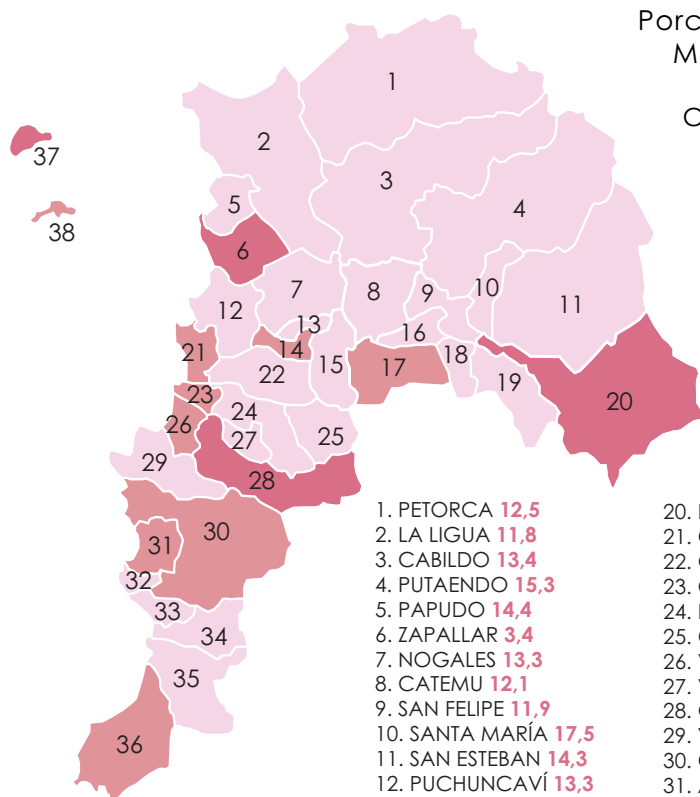 Porc
M
C
1
2
3
37
5
4
38
6
10
7
8
9
11
12
13
16
14
21
15
18
17
22
19
23
20
24
26
25
27
29
28
30
31
32
33
34
35
36
1. PETORCA 12,5
2. LA LIGUA 11,8
3. CABILDO 13,4
4. PUTAENDO 15,3
5. PAPUDO 14,4
6. ZAPALLAR 3,4
7. NOGALES 13,3
8. CATEMU 12,1
9. SAN FELIPE 11,9
10. SANTA MARÍA 17,5
11. SAN ESTEBAN 14,3
12. PUCHUNCAVÍ 13,3
20.
21.
22.
23.
24.
25.
26. V
27. V
28.
29. V
30.
31.